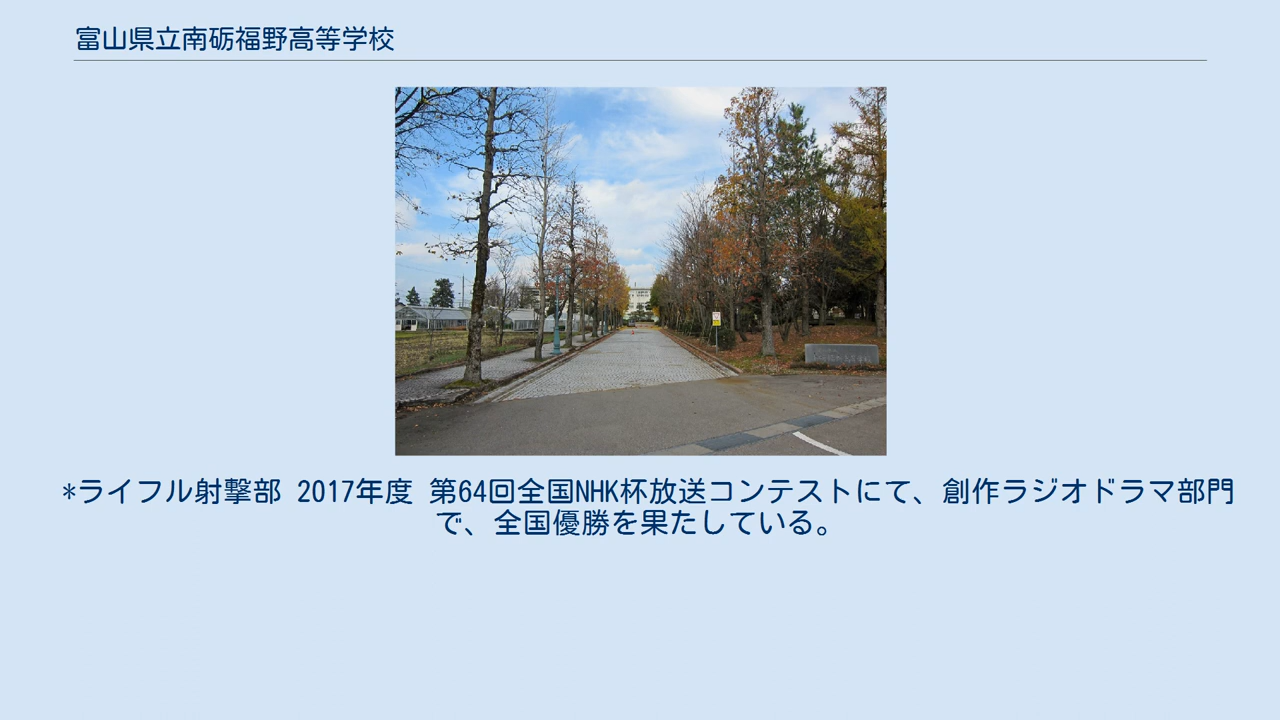 富山県立南砺福野高等学校
*ライフル射撃部 2017年度 第64回全国NHK杯放送コンテストにて、創作ラジオドラマ部門
で、全国優勝を果たしている。